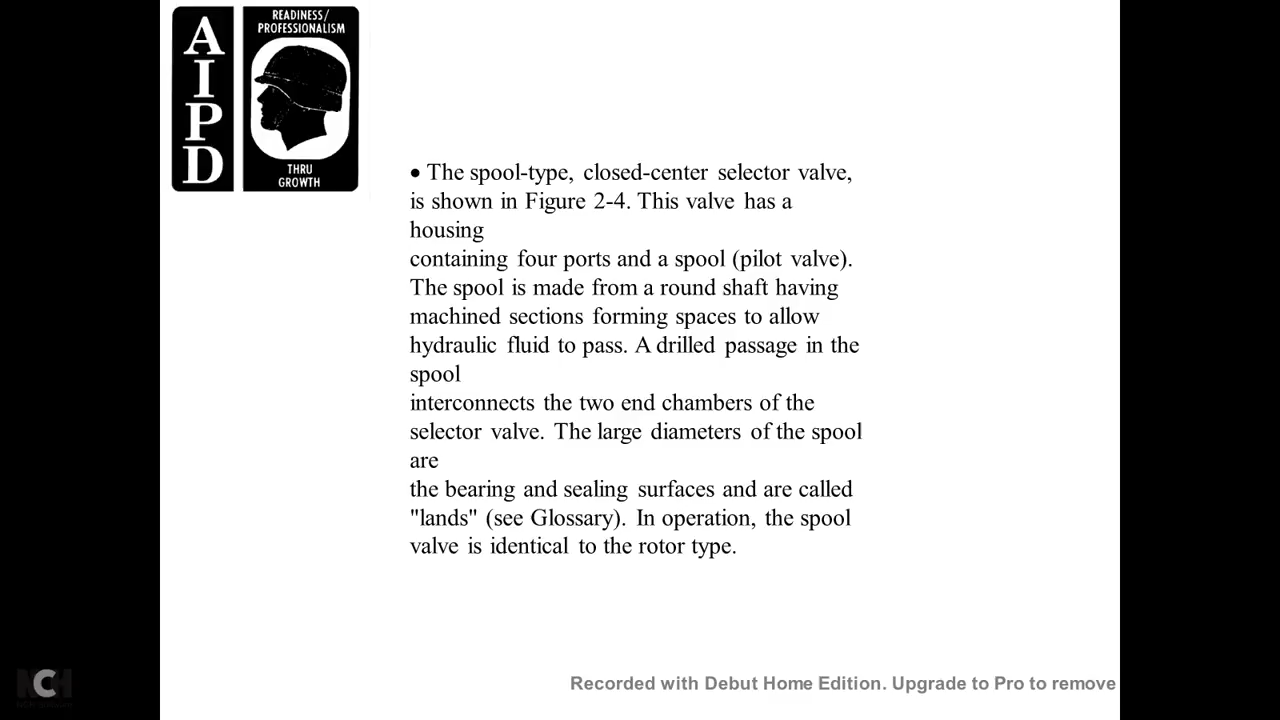 AIPD
READINESS/
PROFESSIONALISM
THRU
GROWTH
• The spool-type, closed-center selector valve,
is shown in Figure 2-4. This valve has a
housing
containing four ports and a spool (pilot valve).
The spool is made from a round shaft having
machined sections forming spaces to allow
hydraulic fluid to pass. A drilled passage in the
spool
interconnects the two end chambers of the
selector valve. The large diameters of the spool
are
the bearing and sealing surfaces and are called
"lands" (see Glossary). In operation, the spool
valve is identical to the rotor type.
NCH
Recorded with Debut Home Edition. Upgrade to Pro to remove